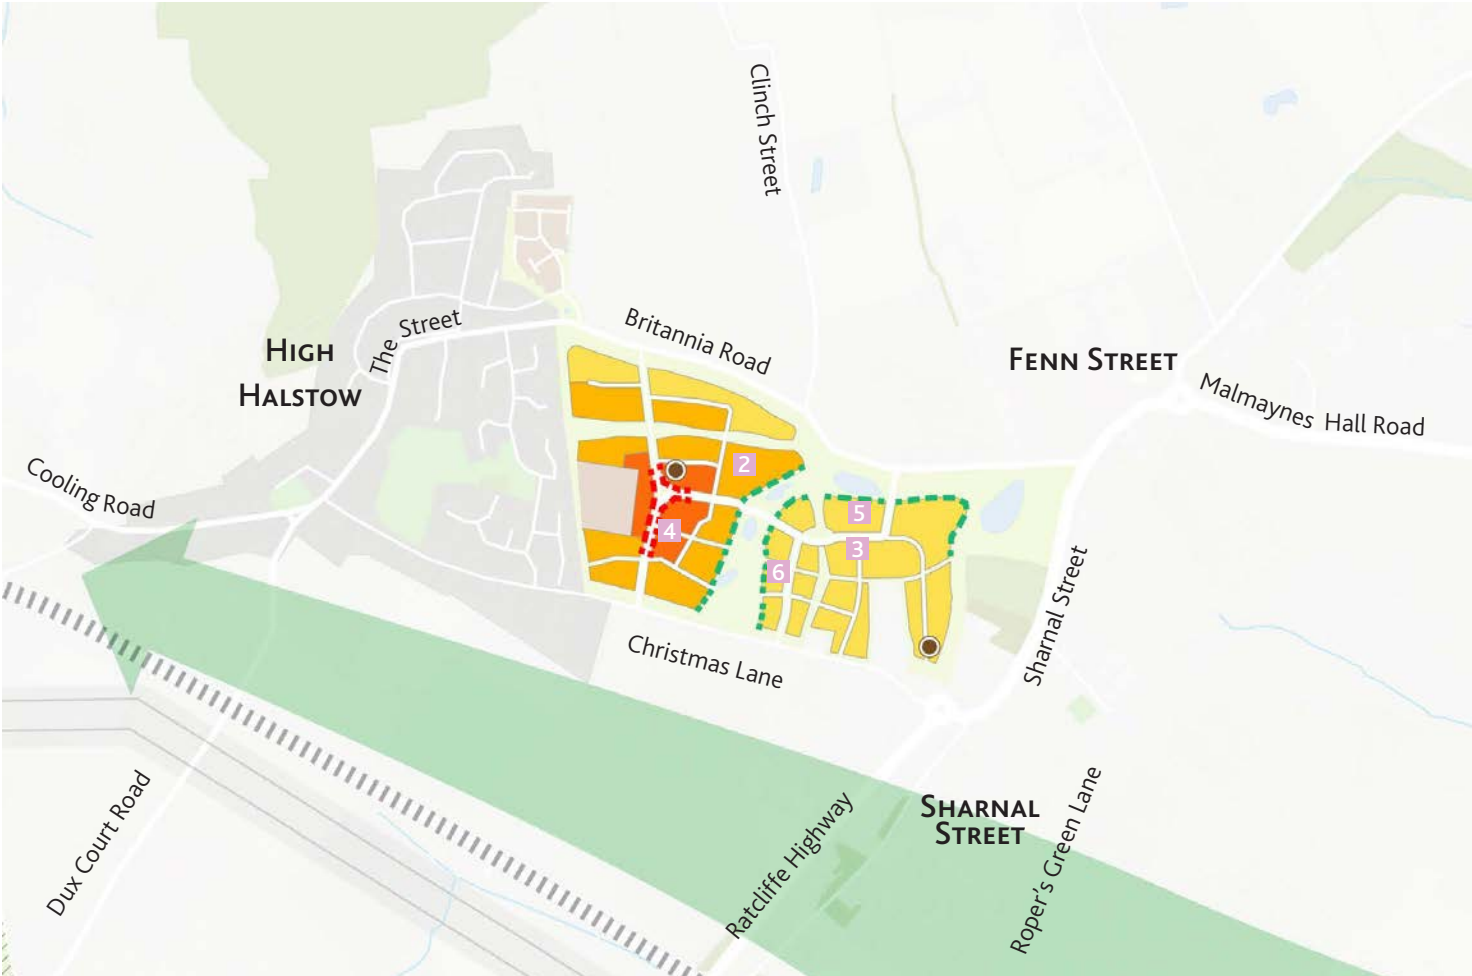 Clinch Street
Britannia Road
The Street
HIGH
HALSTOW
FENN STREET
Malmaynes Hall Road
Cooling Road
2
5
4
3
6
Sharnal Street
Christmas Lane
Dux Court Road
Ratcliffe Highway
SHARNAL
STREET
Roper's Green Lane